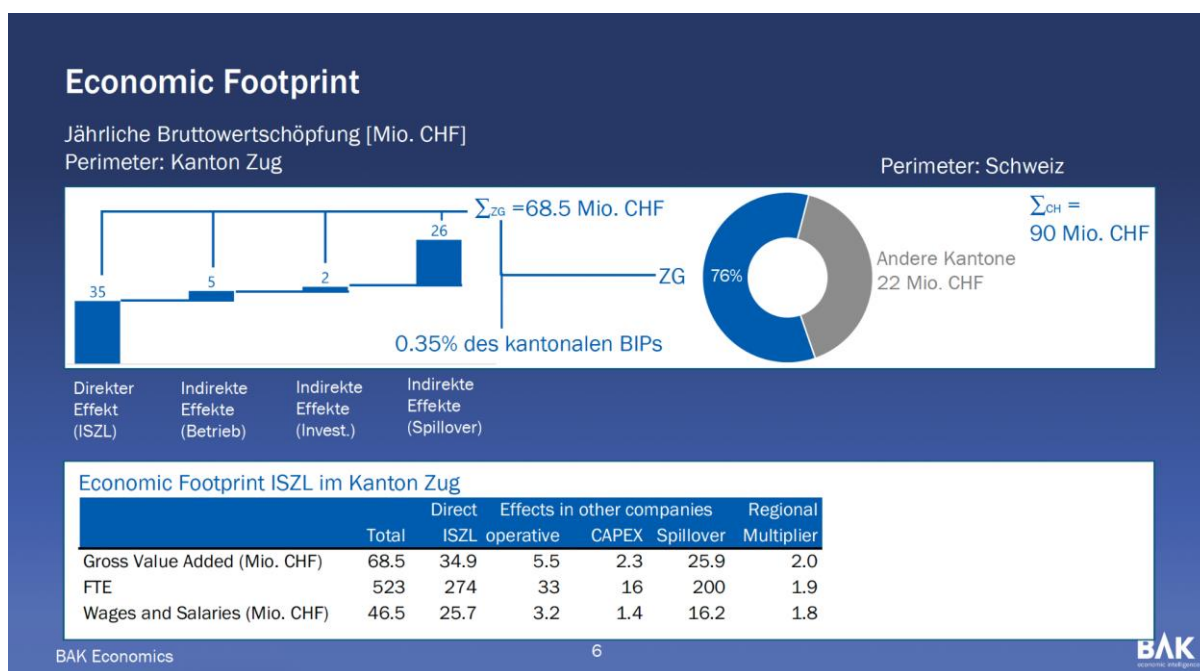 Economic Footprint
Jährliche Bruttowertschöpfung [Mio. CHF]
Perimeter: Kanton Zug
Perimeter: Schweiz
35
5
2
26
∑ZG =68.5 Mio. CHF
0.35% des kantonalen BIPs
ZG
76%
Andere Kantone
22 Mio. CHF
∑CH =
90 Mio. CHF
Direkter
Effekt
(ISZL)
Indirekte
Effekte
(Betrieb)
Indirekte
Effekte
(Invest.)
Indirekte
Effekte
(Spillover)
Economic Footprint ISZL im Kanton Zug
Direct Effects in other companies Regional
Total ISZL operative CAPEX Spillover Multiplier
Gross Value Added (Mio. CHF) 68.5 34.9 5.5 2.3 25.9 2.0
FTE 523 274 33 16 200 1.9
Wages and Salaries (Mio. CHF) 46.5 25.7 3.2 1.4 16.2 1.8
BAK Economics
6
BAK
economic intelligence